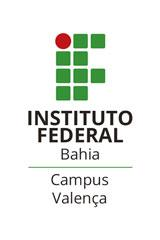 INSTITUTO
FEDERAL
Bahia
Campus
Valença